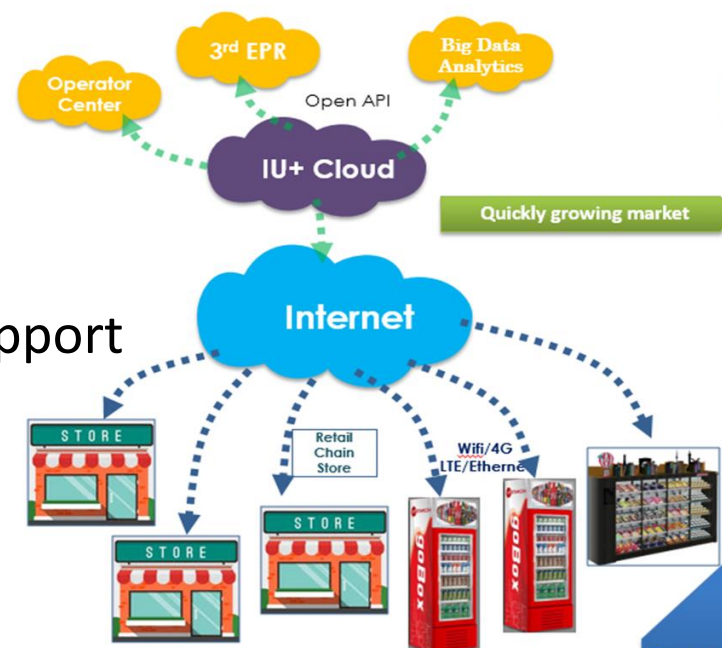 3rd EPR
Big Data
Analytics
Operator
Center
Open API
IU+ Cloud
Quickly growing market
Internet
pport
STORE
Retail
Chain
Store
Wifi/4G
LTE/Etherne
STORE
STORE
goBox
goBox